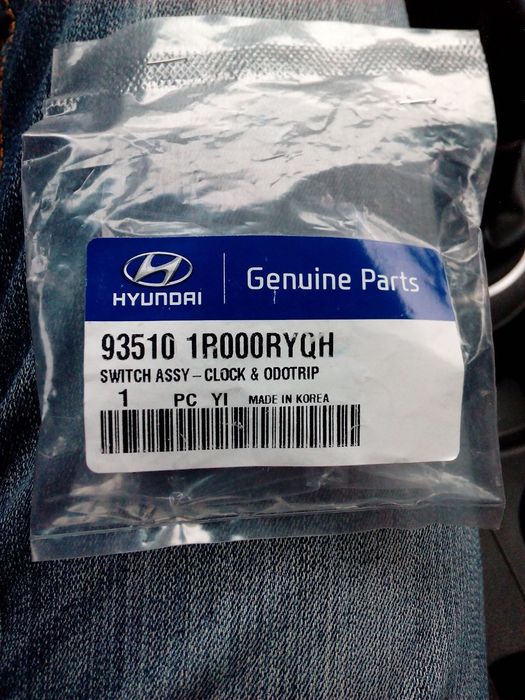 HYUNDAI
Genuine Parts
93510 1R000RYQH
SWITCH ASSY-CLOCK & ODOTRIP
1 PC YI MADE IN KOREA